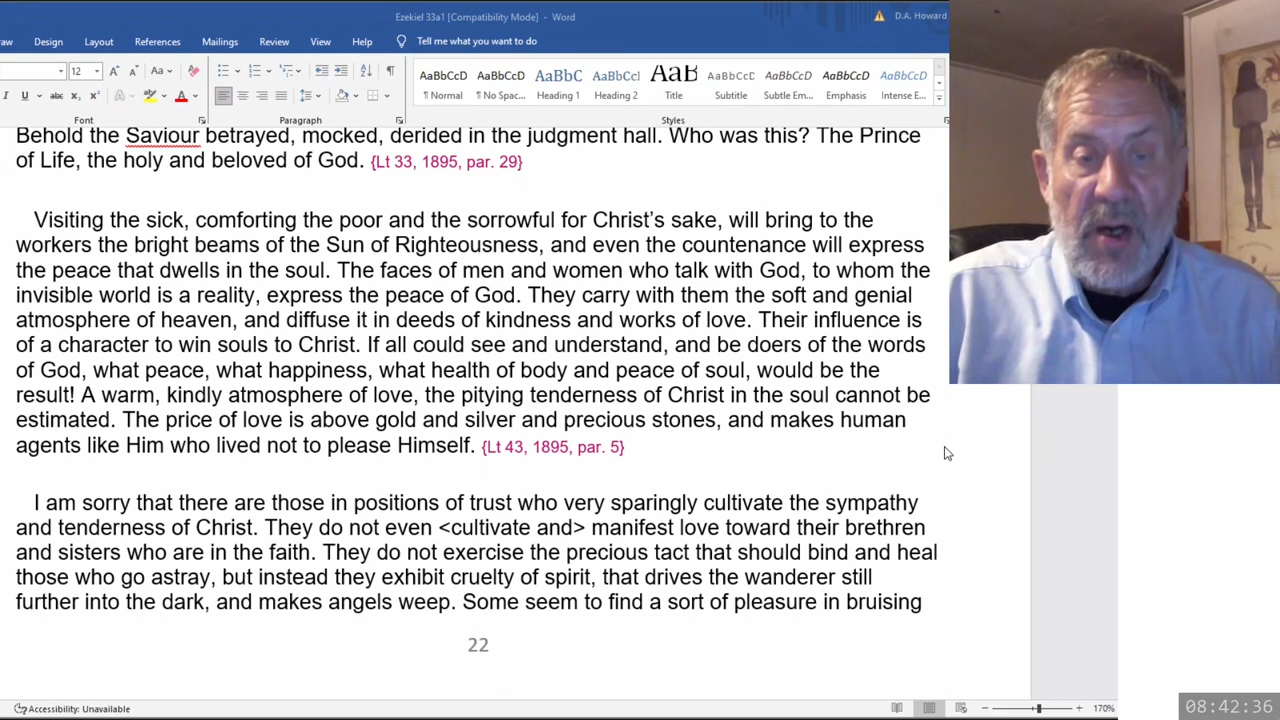 Ezekiel 33a1 [Compatibility Mode] - Word
D.A. Howard
aw Design Layout References Mailings Review View Help Tell me what you want to do
12 Aa
AaBbCcD AaBbCcD AaBbC AaBbCcI AaB AaBbCcD AaBbCcD AaBbCcD AaBbCcD
¶ Normal ¶ No Spac... Heading 1 Heading 2 Title Subtitle Subtle Em... Emphasis Intense E...
Font Paragraph Styles
Behold the Saviour betrayed, mocked, derided in the judgment hall. Who was this? The Prince
of Life, the holy and beloved of God. {Lt 33, 1895, par. 29}
Visiting the sick, comforting the poor and the sorrowful for Christ’s sake, will bring to the
workers the bright beams of the Sun of Righteousness, and even the countenance will express
the peace that dwells in the soul. The faces of men and women who talk with God, to whom the
invisible world is a reality, express the peace of God. They carry with them the soft and genial
atmosphere of heaven, and diffuse it in deeds of kindness and works of love. Their influence is
of a character to win souls to Christ. If all could see and understand, and be doers of the words
of God, what peace, what happiness, what health of body and peace of soul, would be the
result! A warm, kindly atmosphere of love, the pitying tenderness of Christ in the soul cannot be
estimated. The price of love is above gold and silver and precious stones, and makes human
agents like Him who lived not to please Himself. {Lt 43, 1895, par. 5}
I am sorry that there are those in positions of trust who very sparingly cultivate the sympathy
and tenderness of Christ. They do not even <cultivate and> manifest love toward their brethren
and sisters who are in the faith. They do not exercise the precious tact that should bind and heal
those who go astray, but instead they exhibit cruelty of spirit, that drives the wanderer still
further into the dark, and makes angels weep. Some seem to find a sort of pleasure in bruising
22
Accessibility: Unavailable
170%
08:42:36